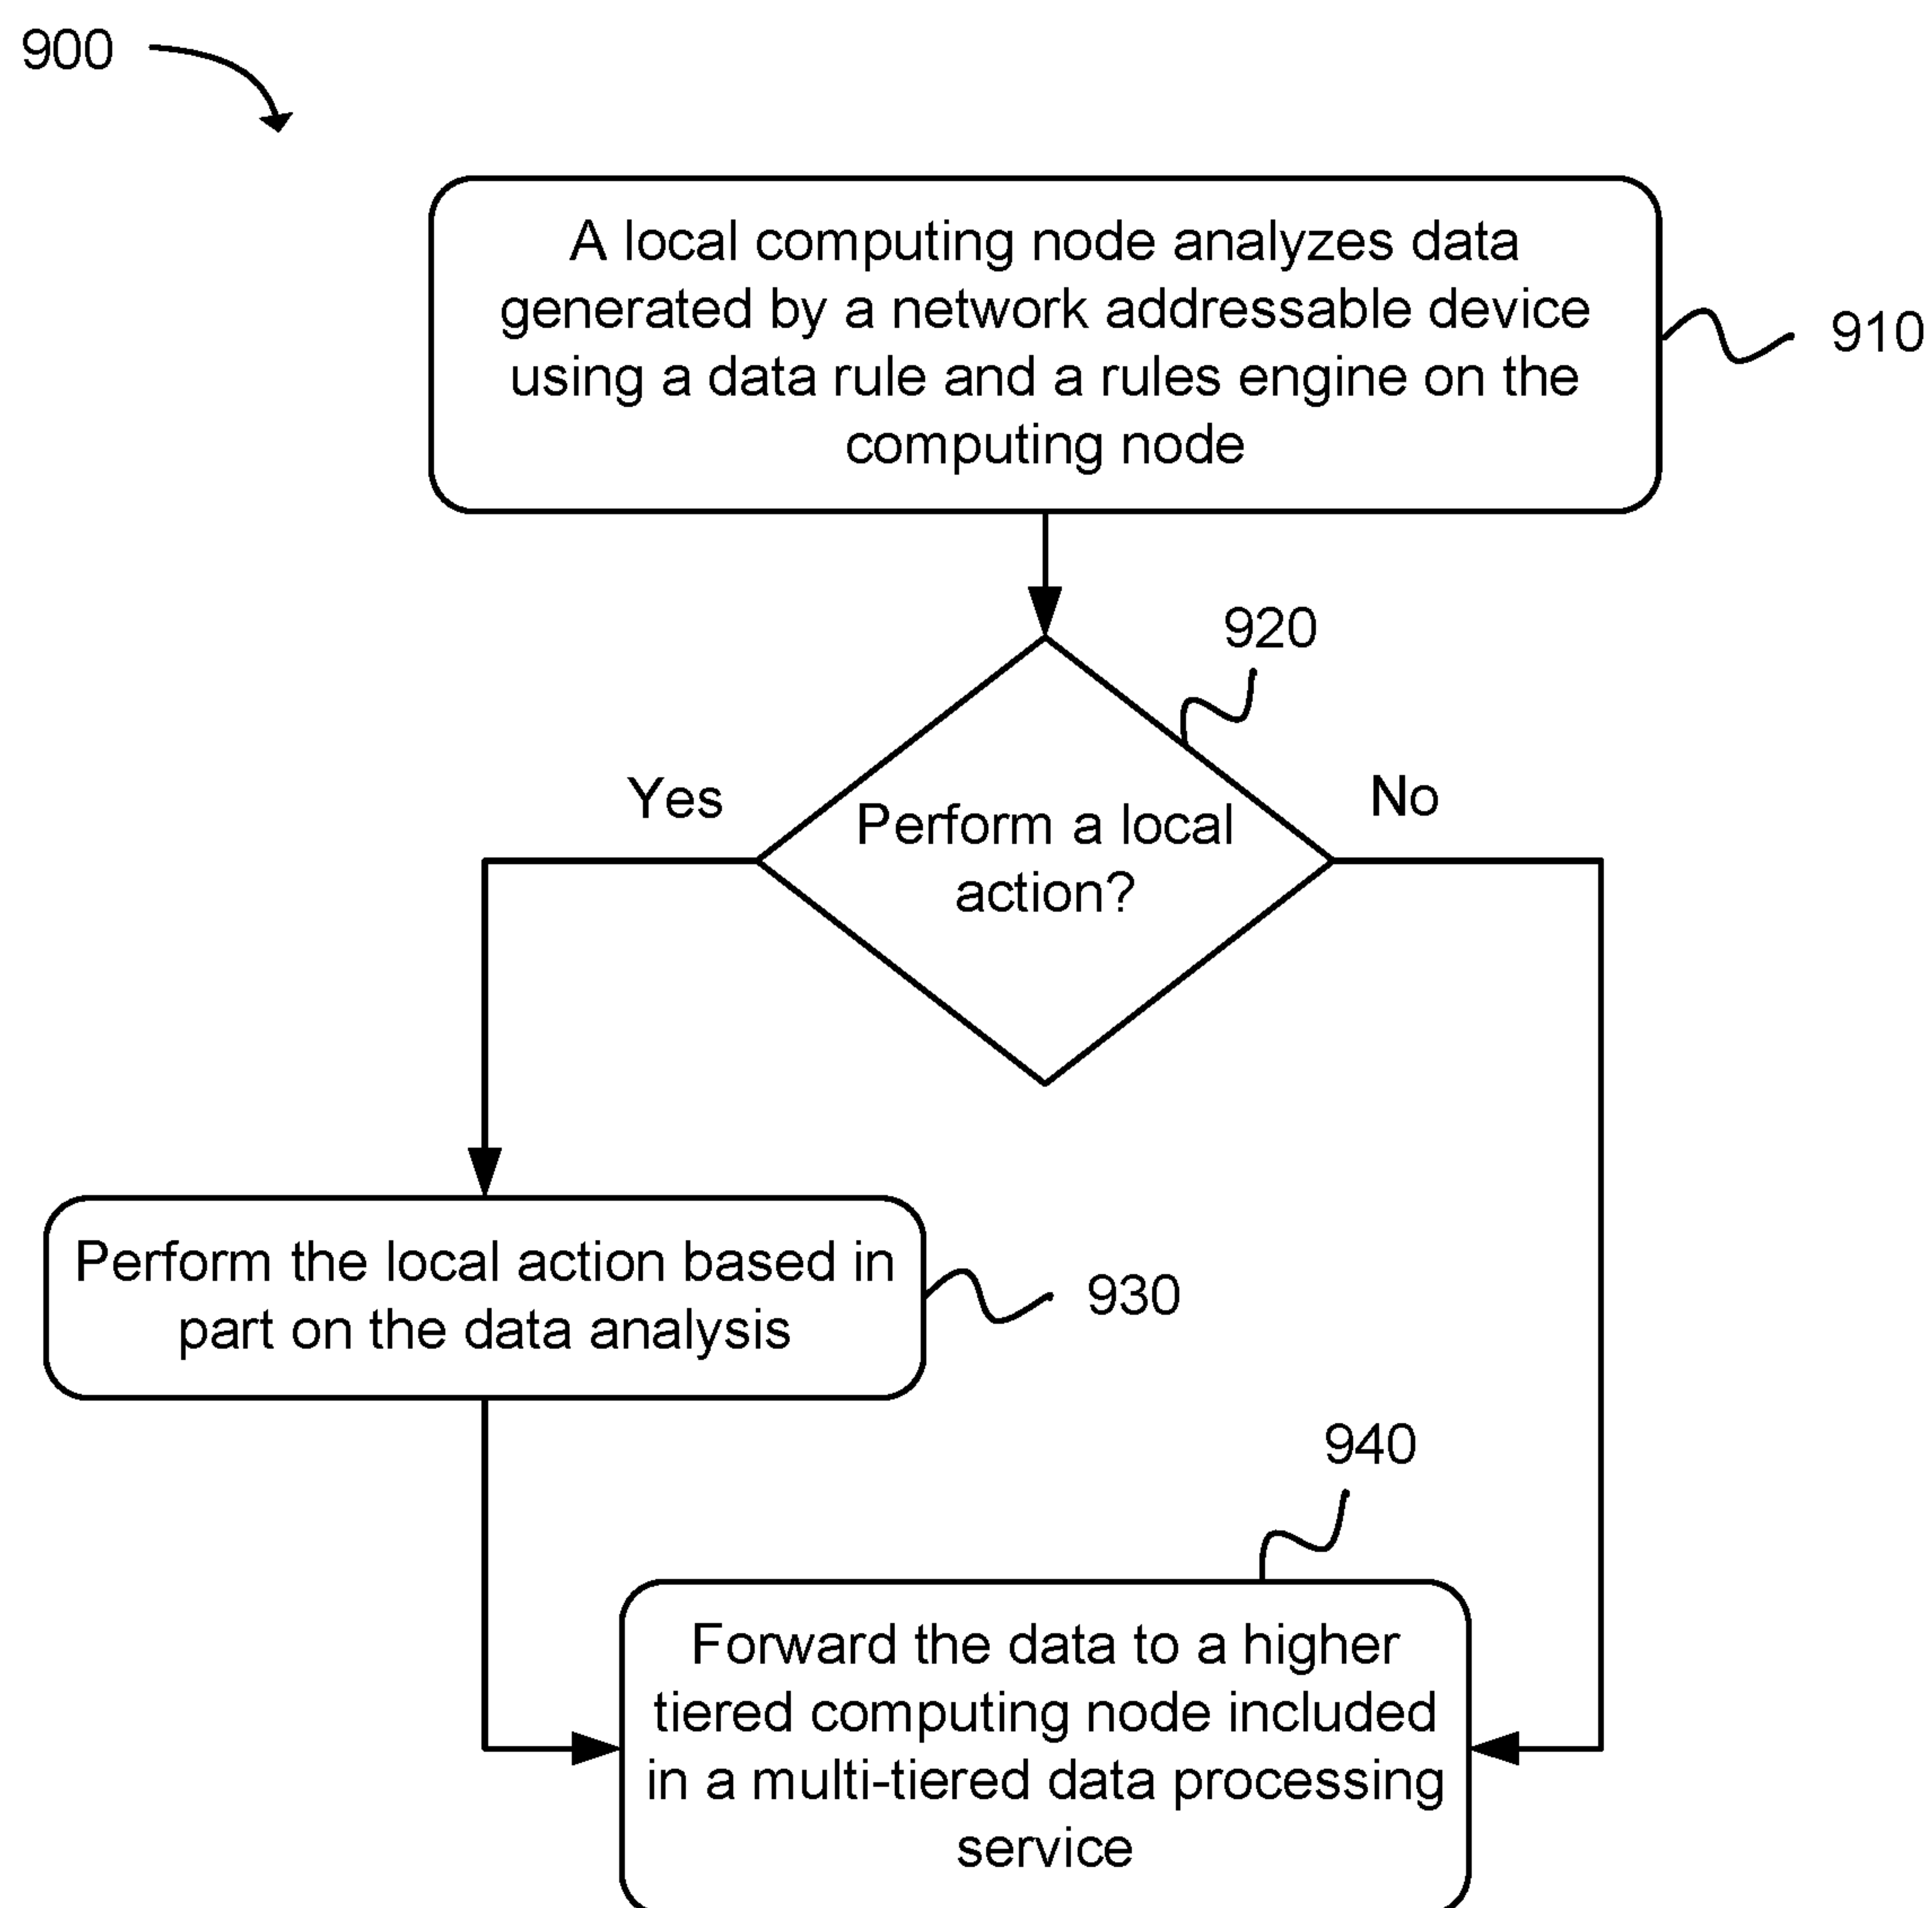 900
A local computing node analyzes data
generated by a network addressable device
using a data rule and a rules engine on the
computing node
910
920
Yes
No
Perform a local
action?
Perform the local action based in
part on the data analysis
930
940
Forward the data to a higher
tiered computing node included
in a multi-tiered data processing
service